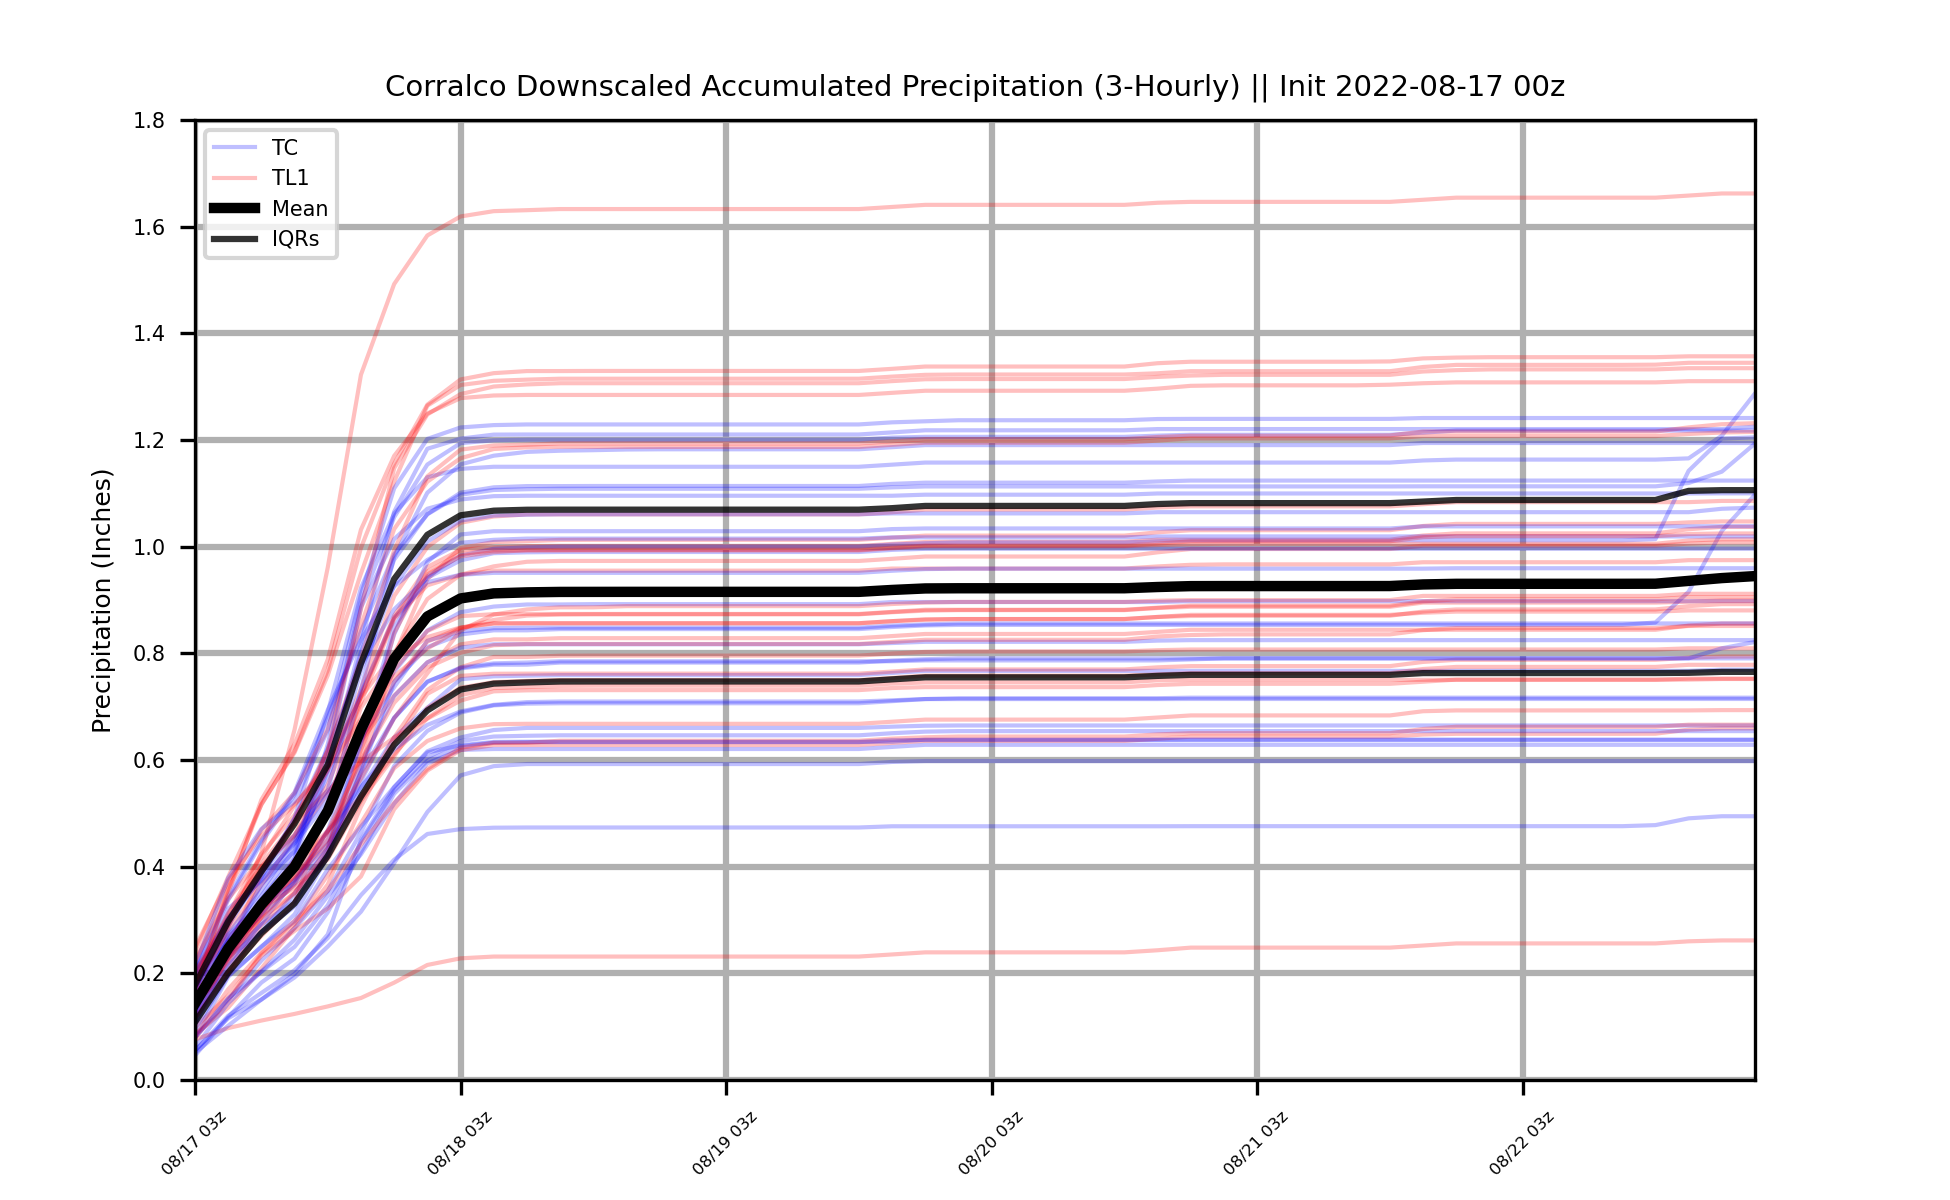 Corralco Downscaled Accumulated Precipitation (3-Hourly) || Init 2022-08-17 00z
TC
TL1
Mean
IQRs
Precipitation (Inches)
1.8
1.6
1.4
1.2
1.0
0.8
0.6
0.4
0.2
0.0
08/17 03z
08/18 03z
08/19 03z
08/20 03z
08/21 03z
08/22 03z